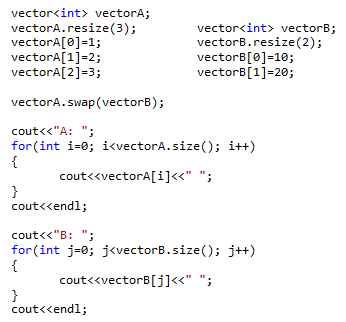 vector<int> vectorA;
vectorA.resize(3);        vector<int> vectorB;
vectorA[0]=1;             vectorB.resize(2);
vectorA[1]=2;             vectorB[0]=10;
vectorA[2]=3;             vectorB[1]=20;

vectorA.swap(vectorB);

cout<<"A: ";
for(int i=0; i<vectorA.size(); i++)
{
      cout<<vectorA[i]<<" ";
}
cout<<endl;

cout<<"B: ";
for(int j=0; j<vectorB.size(); j++)
{
      cout<<vectorB[j]<<" ";
}
cout<<endl;